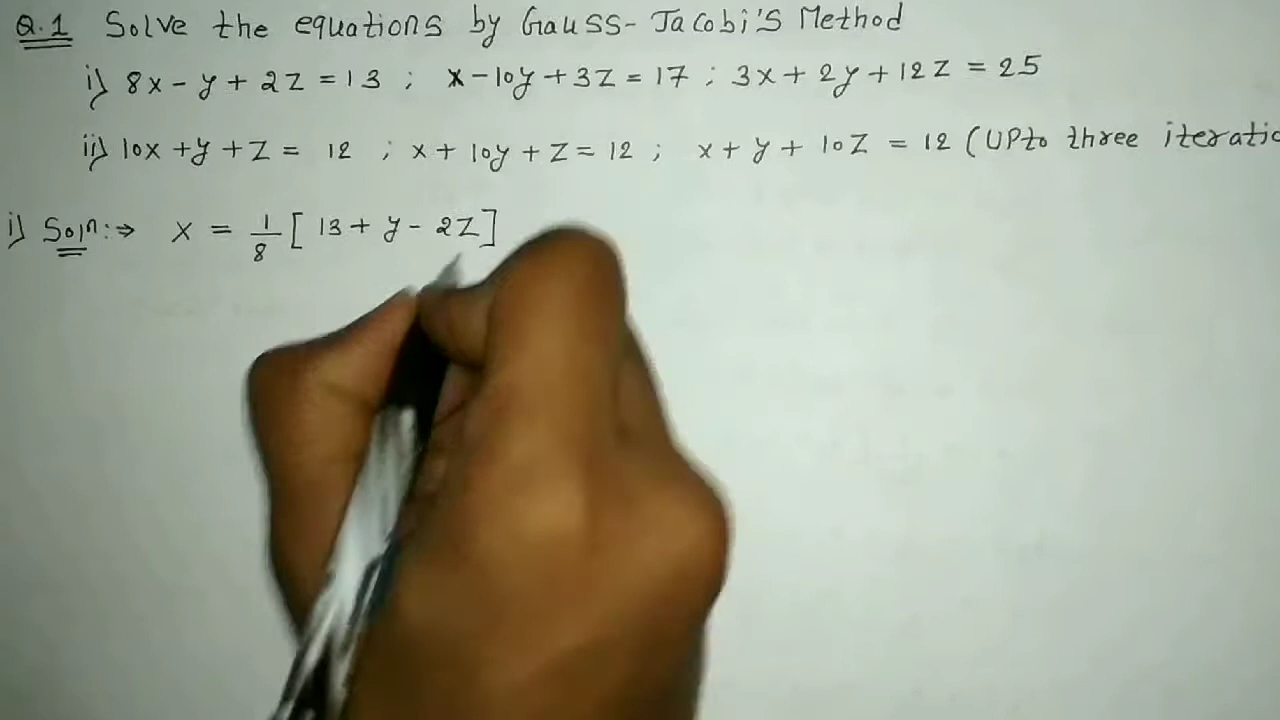 Q.1 Solve the equations by Gauss-Jacobi's Method
i) 8x - y + 2z = 13 ; x - 10y + 3z = 17 ; 3x + 2y + 12z = 25
ii) 10x + y + z = 12 ; x + 10y + z = 12 ; x + y + 10z = 12 (Upto three
i) Soln:⇒ x = 1/8 [ 13 + y - 2z ]